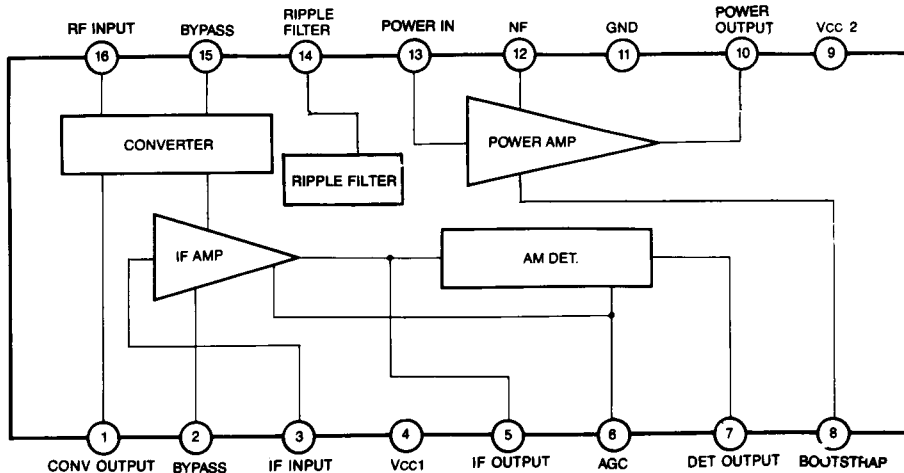 RF INPUT
BYPASS
RIPPLE
FILTER
POWER IN
NF
GND
POWER
OUTPUT
VCC 2
16
15
14
13
12
11
10
9
CONVERTER
RIPPLE FILTER
POWER AMP
IF AMP
AM DET.
1
2
3
4
5
6
7
8
CONV OUTPUT
BYPASS
IF INPUT
VCC1
IF OUTPUT
AGC
DET OUTPUT
BOUTSTHAP